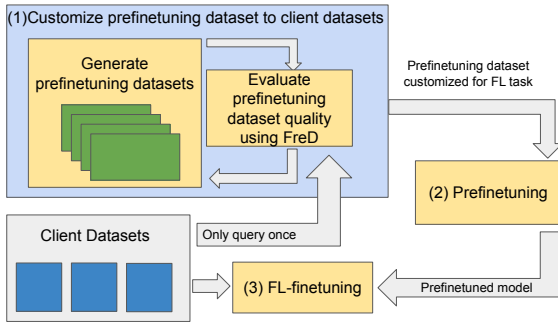 (1)Customize prefinetuning dataset to client datasets
Generate
prefinetuning datasets
Evaluate
prefinetuning
dataset quality
using FreD
Prefinetuning dataset
customized for FL task
(2) Prefinetuning
Client Datasets
Only query once
(3) FL-finetuning
Prefinetuned model